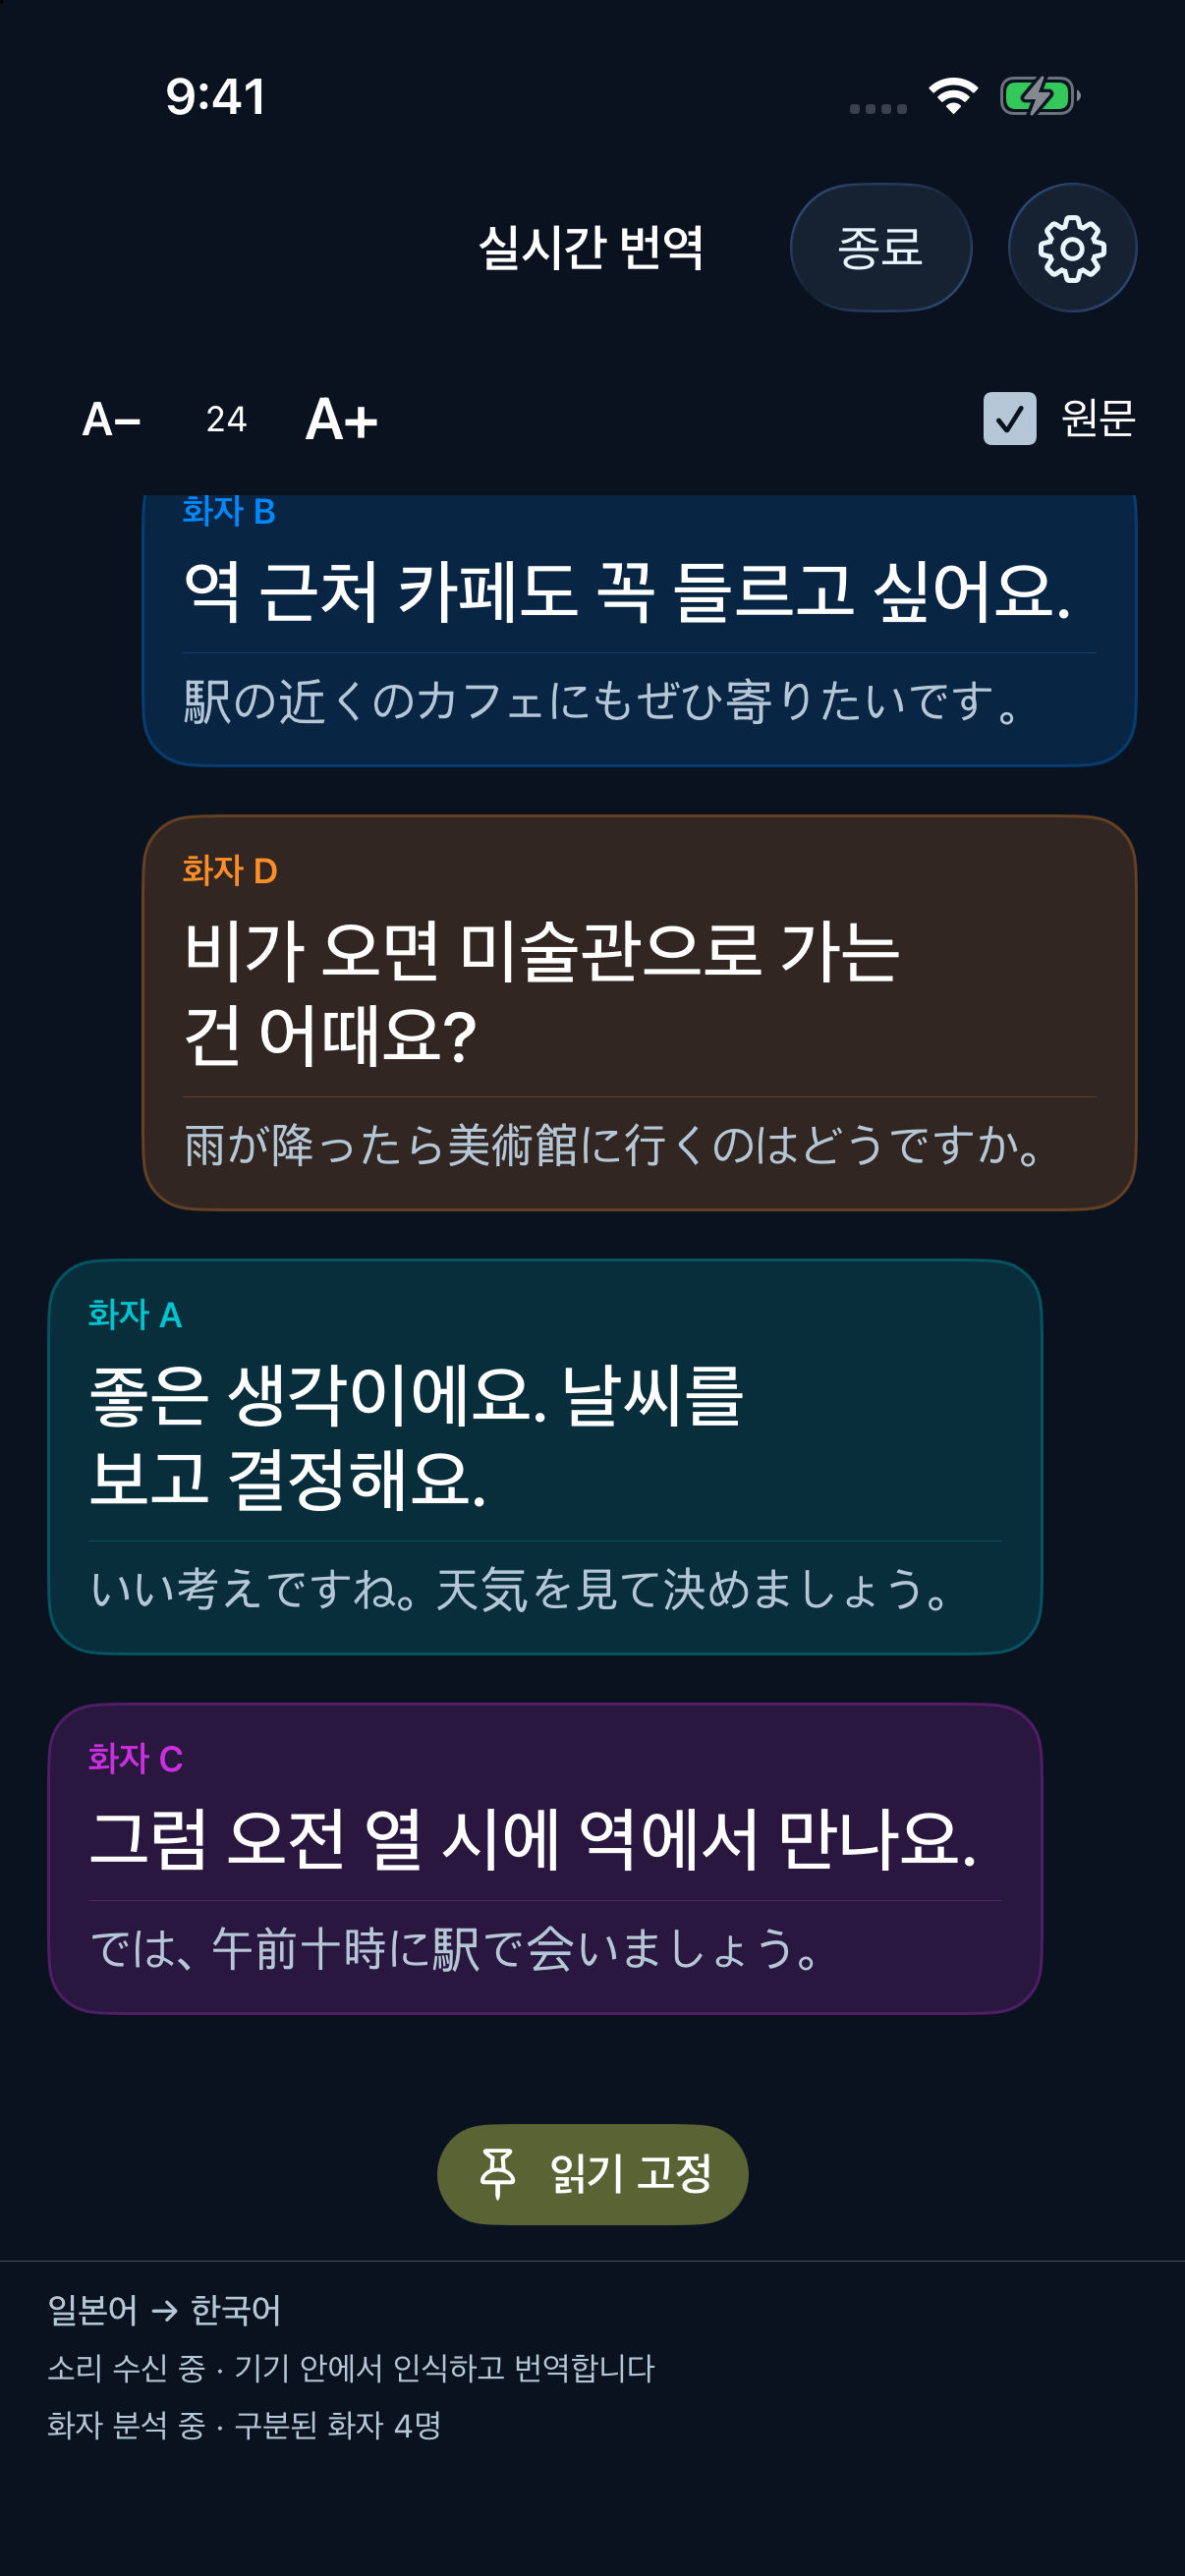 9:41
실시간 번역
종료
A−
24
A+
원문
화자 B
역 근처 카페도 꼭 들르고 싶어요.
駅の近くのカフェにもぜひ寄りたいです。
화자 D
비가 오면 미술관으로 가는
건 어때요?
雨が降ったら美術館に行くのはどうですか。
화자 A
좋은 생각이에요. 날씨를
보고 결정해요.
いい考えですね。天気を見て決めましょう。
화자 C
그럼 오전 열 시에 역에서 만나요.
では、午前十時に駅で会いましょう。
읽기 고정
일본어 → 한국어
소리 수신 중 · 기기 안에서 인식하고 번역합니다
화자 분석 중 · 구분된 화자 4명